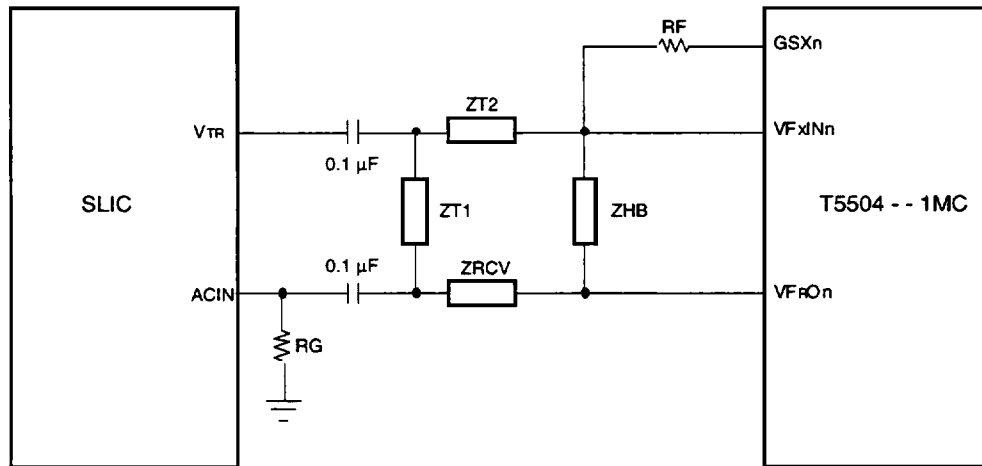 RF
GSXn
ZT2
VTR
VFXINn
0.1 µF
SLIC
ZT1
ZHB
T5504 - - 1MC
0.1 µF
ZRCV
ACIN
VFROn
RG